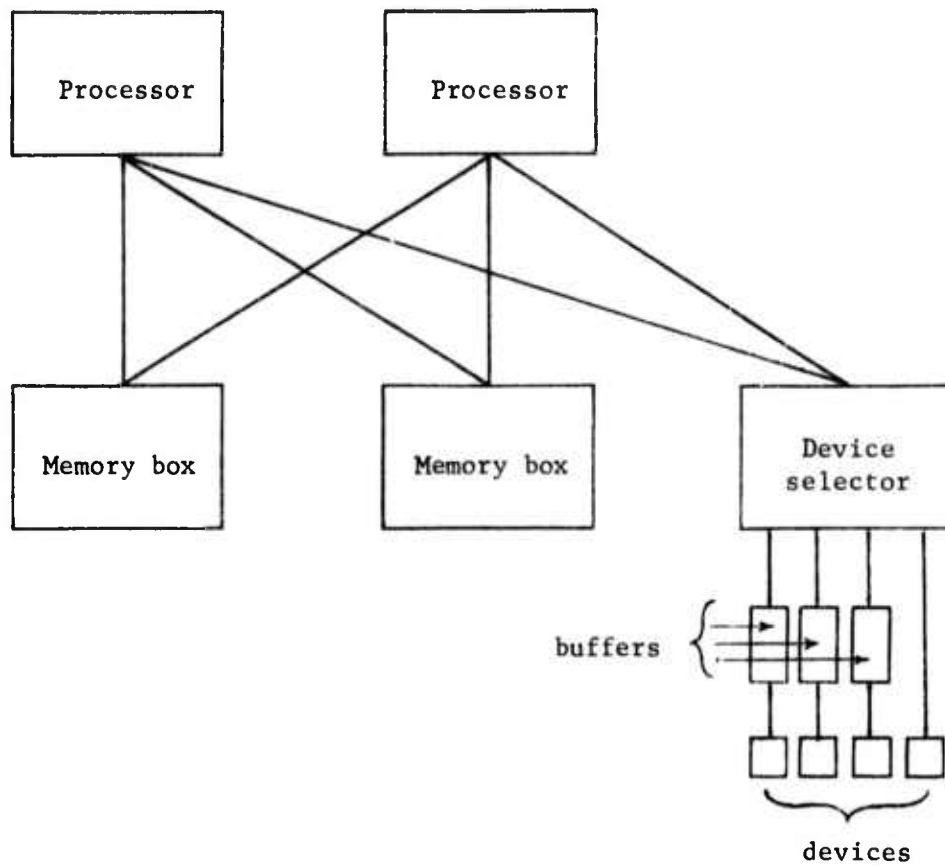 Processor
Processor
Memory box
Memory box
Device
selector
buffers
devices